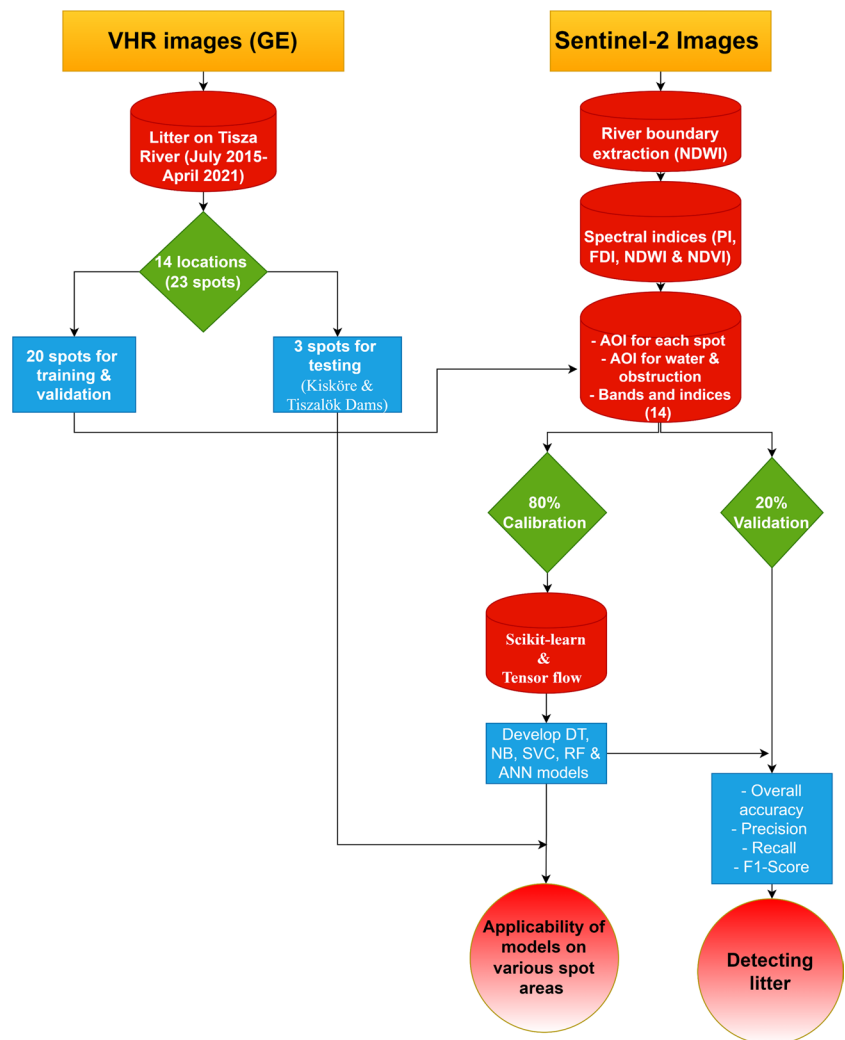 VHR images (GE)
Sentinel-2 Images
Litter on Tisza
River (July 2015-
April 2021)
River boundary
extraction (NDWI)
Spectral indices (PI,
FDI, NDWI & NDVI)
14 locations
(23 spots)
20 spots for
training &
validation
3 spots for
testing
(Kisköre &
Tiszalök Dams)
- AOI for each spot
- AOI for water &
obstruction
- Bands and indices
(14)
80%
Calibration
20%
Validation
Scikit-learn
&
Tensor flow
Develop DT,
NB, SVC, RF &
ANN models
- Overall
accuracy
- Precision
- Recall
- F1-Score
Applicability of
models on
various spot
areas
Detecting
litter